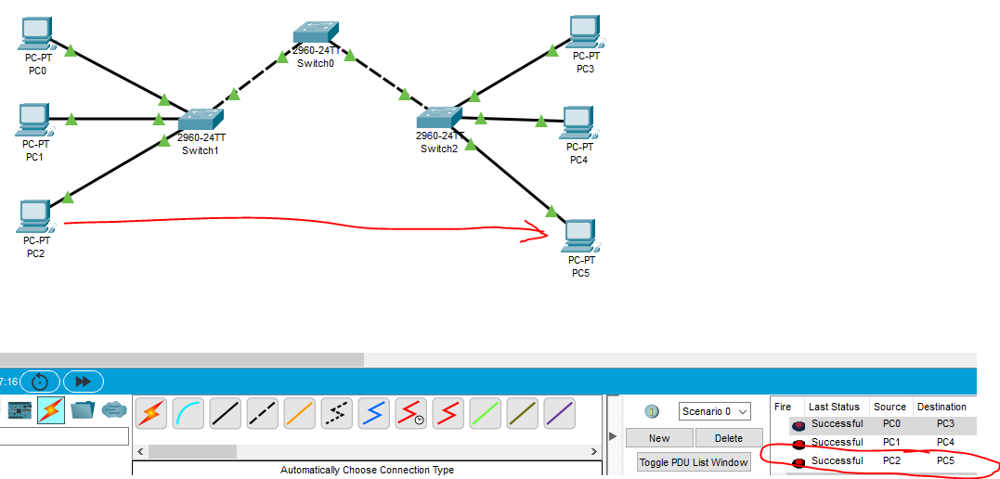 PC-PT
PC0
2960-24TT
Switch0
PC-PT
PC3
PC-PT
PC1
2960-24TT
Switch1
2960-24TT
Switch2
PC-PT
PC4
PC-PT
PC2
PC-PT
PC5
7:16
Scenario 0
New
Delete
Toggle PDU List Window
Automatically Choose Connection Type
Fire Last Status Source Destination
Successful PC0 PC3
Successful PC1 PC4
Successful PC2 PC5